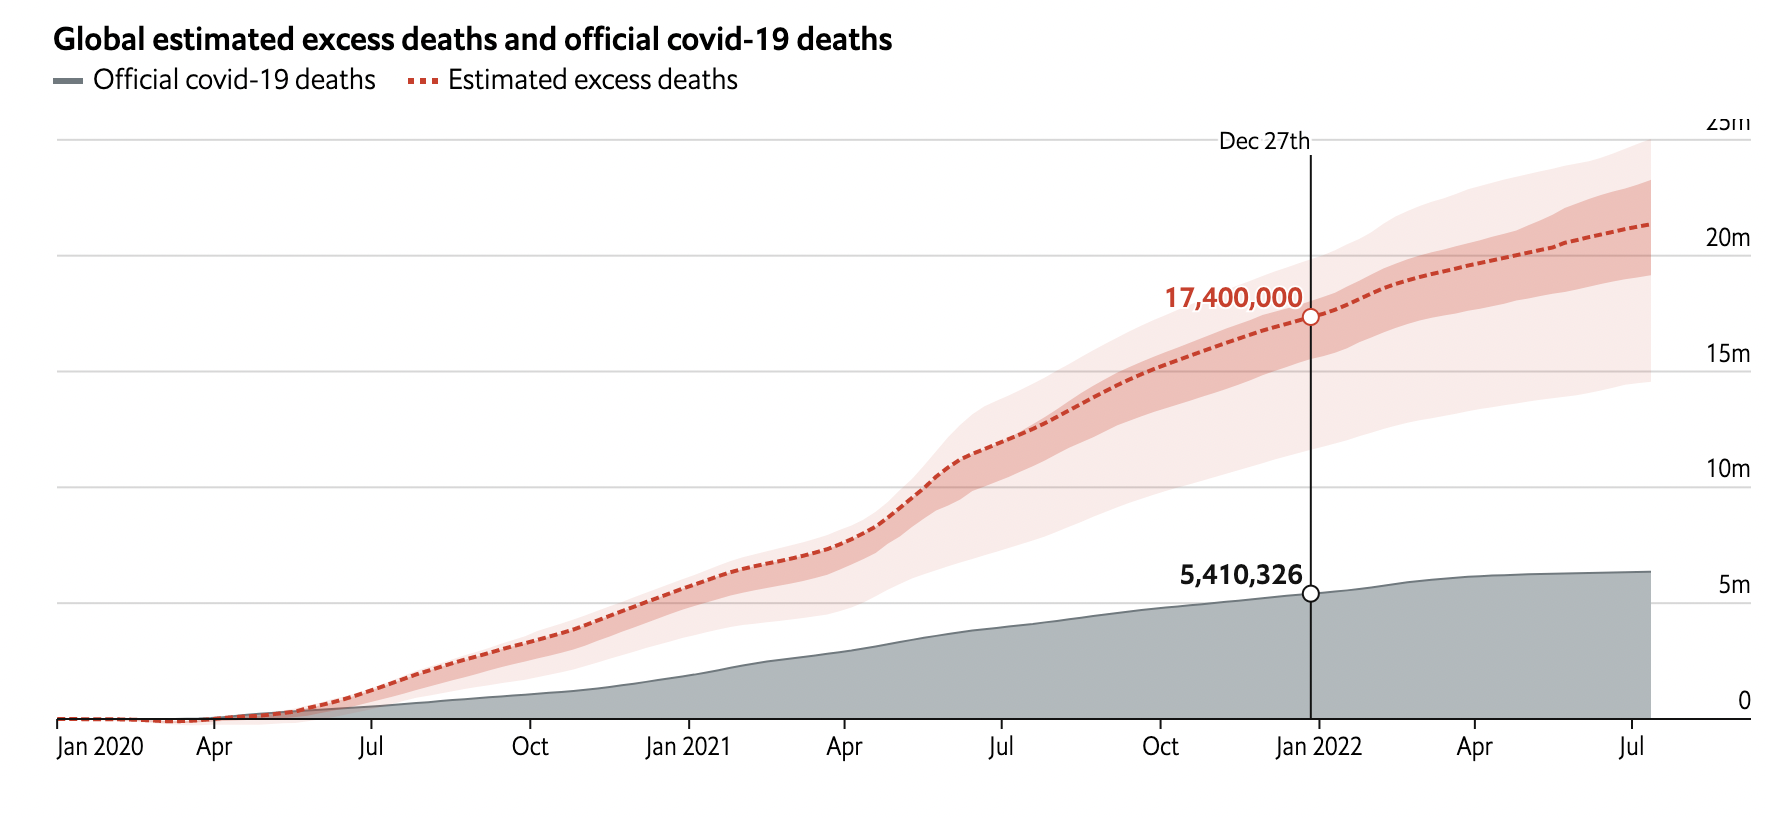 Global estimated excess deaths and official covid-19 deaths
Official covid-19 deaths Estimated excess deaths
25m
Dec 27th
20m
17,400,000
15m
10m
5,410,326
5m
0
Jan 2020 Apr Jul Oct Jan 2021 Apr Jul Oct Jan 2022 Apr Jul